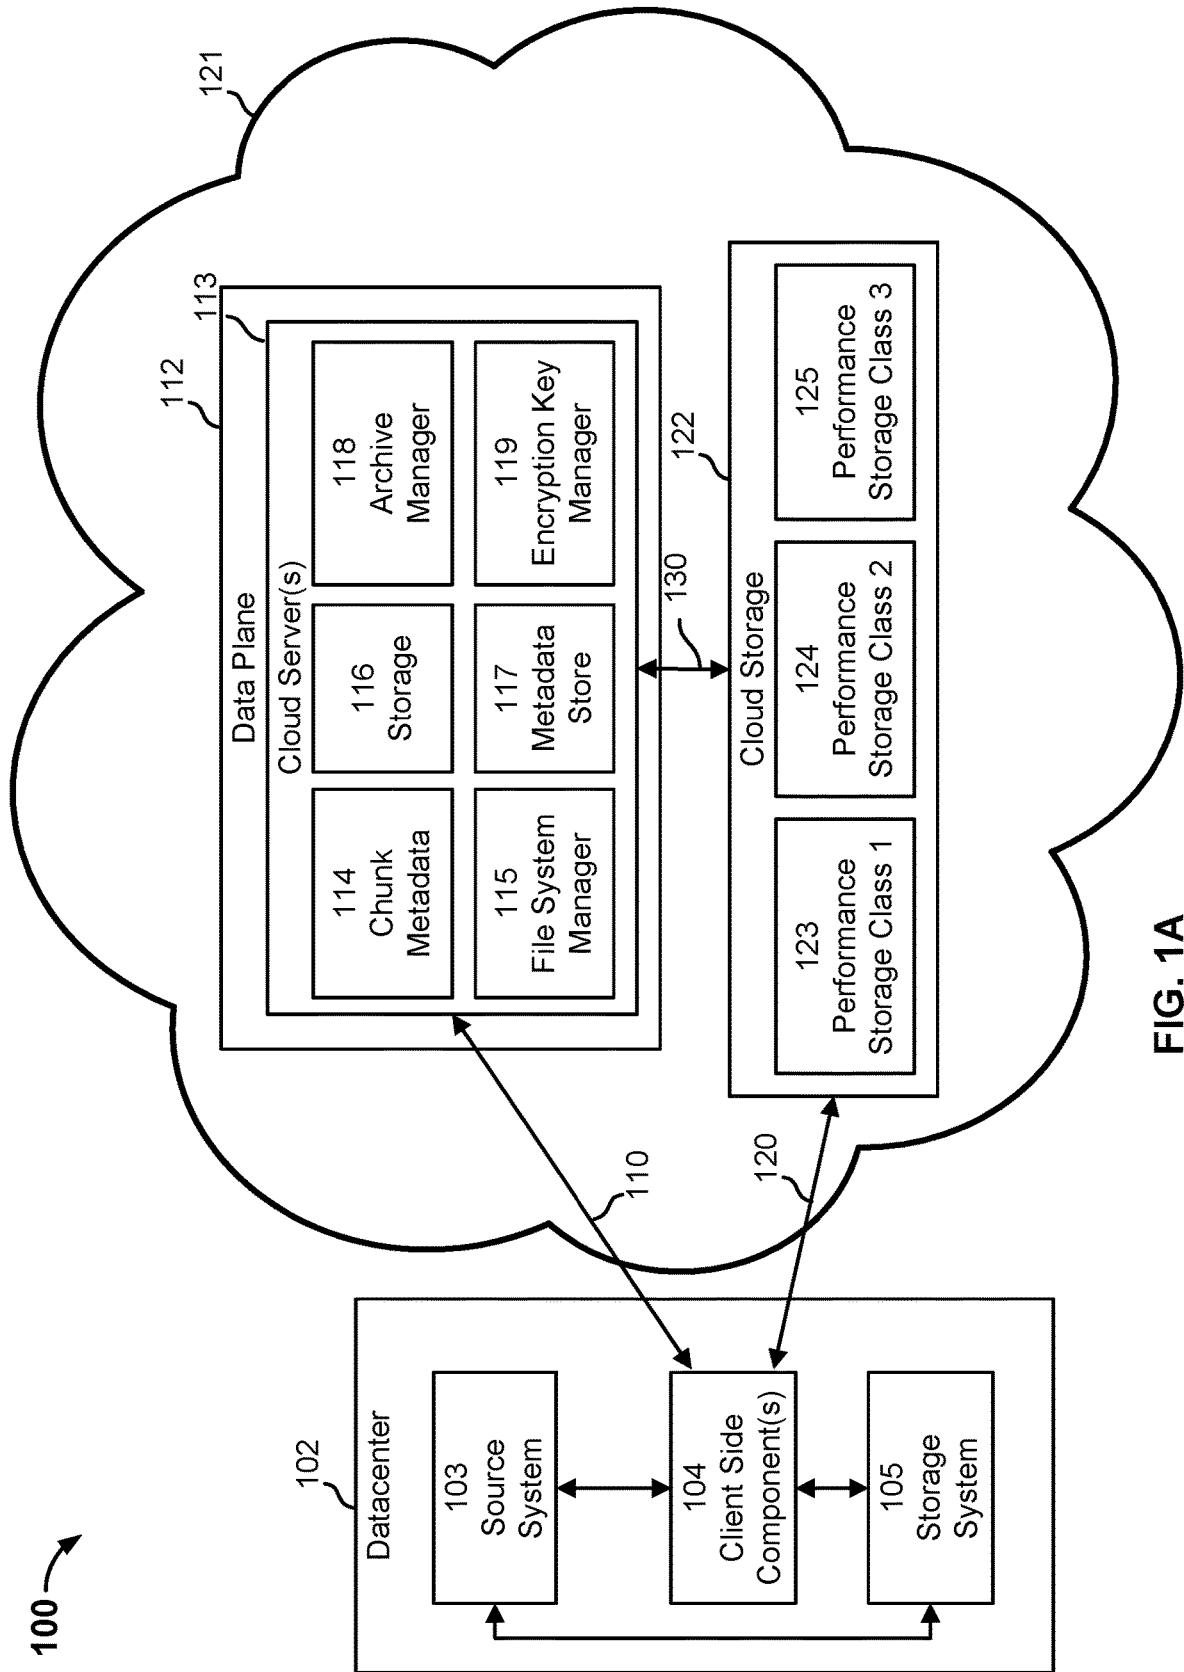 100
102
Datacenter
103
Source
System
104
Client Side
Component(s)
105
Storage
System
110
120
121
112
113
Data Plane
Cloud Server(s)
114
Chunk
Metadata
116
Storage
118
Archive
Manager
115
File System
Manager
117
Metadata
Store
119
Encryption Key
Manager
130
122
Cloud Storage
123
Performance
Storage Class 1
124
Performance
Storage Class 2
125
Performance
Storage Class 3
FIG. 1A